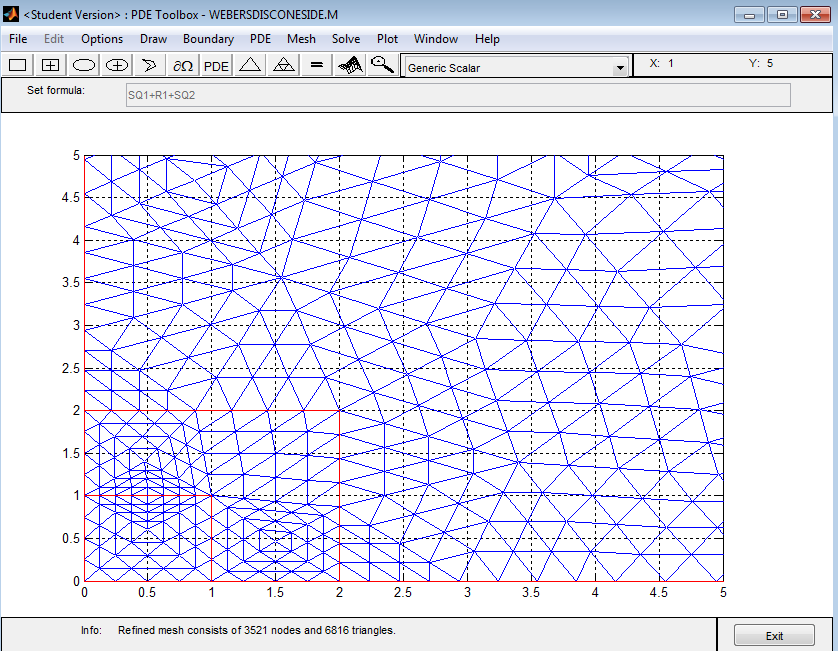 <Student Version> : PDE Toolbox - WEBERSDISCONESIDE.M
File Edit Options Draw Boundary PDE Mesh Solve Plot Window Help
∂Ω PDE = Generic Scalar X: 1 Y: 5
Set formula: SQ1+R1+SQ2
5
4.5
4
3.5
3
2.5
2
1.5
1
0.5
0
0 0.5 1 1.5 2 2.5 3 3.5 4 4.5 5
Info: Refined mesh consists of 3521 nodes and 6816 triangles.
Exit